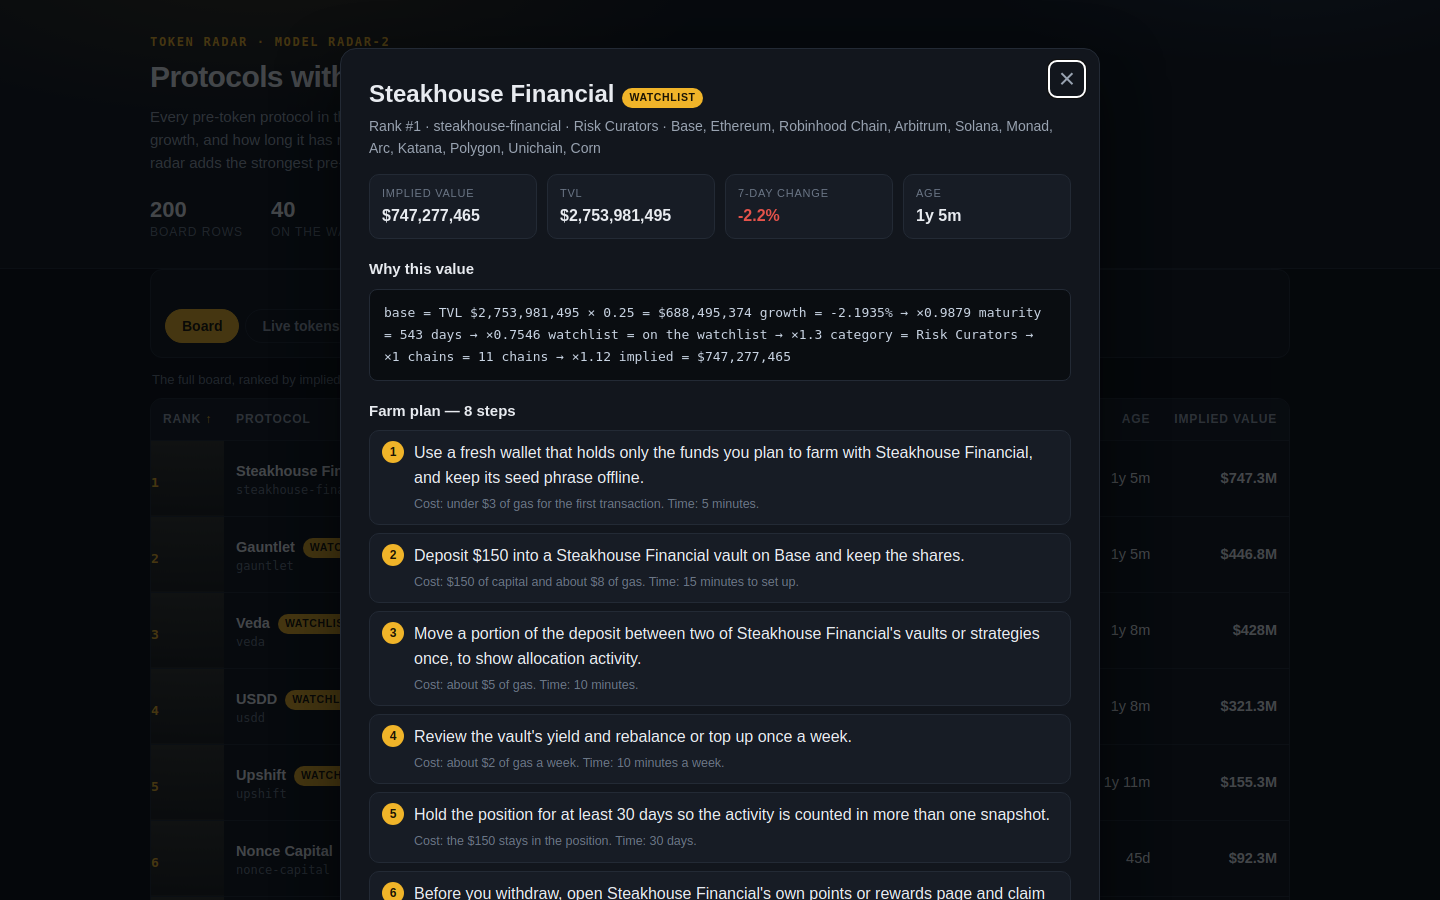 TOKEN RADAR · MODEL RADAR-2
Protocols with
Every pre-token protocol in t
growth, and how long it has r
radar adds the strongest pre-
200
40
BOARD ROWS
ON THE WA
Board
Live tokens
The full board, ranked by implied
RANK ↑
PROTOCOL
AGE
IMPLIED VALUE
1
Steakhouse Fin
steakhouse-fina
1y 5m
$747.3M
2
Gauntlet
WATC
gauntlet
1y 5m
$446.8M
3
Veda
WATCHLIS
veda
1y 8m
$428M
4
USDD
WATCHL
usdd
1y 8m
$321.3M
5
Upshift
WATCH
upshift
1y 11m
$155.3M
6
Nonce Capital
nonce-capital
45d
$92.3M
Steakhouse Financial WATCHLIST
✕
Rank #1 · steakhouse-financial · Risk Curators · Base, Ethereum, Robinhood Chain, Arbitrum, Solana, Monad,
Arc, Katana, Polygon, Unichain, Corn
IMPLIED VALUE
$747,277,465
TVL
$2,753,981,495
7-DAY CHANGE
-2.2%
AGE
1y 5m
Why this value
base = TVL $2,753,981,495 × 0.25 = $688,495,374 growth = -2.1935% → ×0.9879 maturity
= 543 days → ×0.7546 watchlist = on the watchlist → ×1.3 category = Risk Curators →
×1 chains = 11 chains → ×1.12 implied = $747,277,465
Farm plan — 8 steps
1
Use a fresh wallet that holds only the funds you plan to farm with Steakhouse Financial,
and keep its seed phrase offline.
Cost: under $3 of gas for the first transaction. Time: 5 minutes.
2
Deposit $150 into a Steakhouse Financial vault on Base and keep the shares.
Cost: $150 of capital and about $8 of gas. Time: 15 minutes to set up.
3
Move a portion of the deposit between two of Steakhouse Financial's vaults or strategies
once, to show allocation activity.
Cost: about $5 of gas. Time: 10 minutes.
4
Review the vault's yield and rebalance or top up once a week.
Cost: about $2 of gas a week. Time: 10 minutes a week.
5
Hold the position for at least 30 days so the activity is counted in more than one snapshot.
Cost: the $150 stays in the position. Time: 30 days.
6
Before you withdraw, open Steakhouse Financial's own points or rewards page and claim